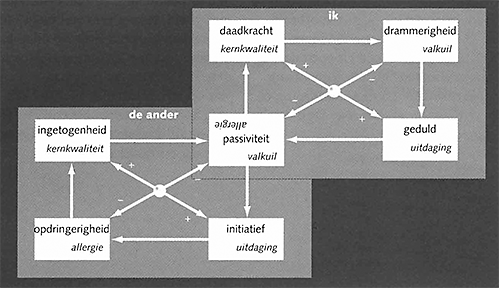 ik
daadkracht
kernkwaliteit
drammerigheid
valkuil
+
+
-
-
de ander
ingetogenheid
kernkwaliteit
allergie
passiviteit
valkuil
geduld
uitdaging
+
+
-
-
opdringerigheid
allergie
initiatief
uitdaging